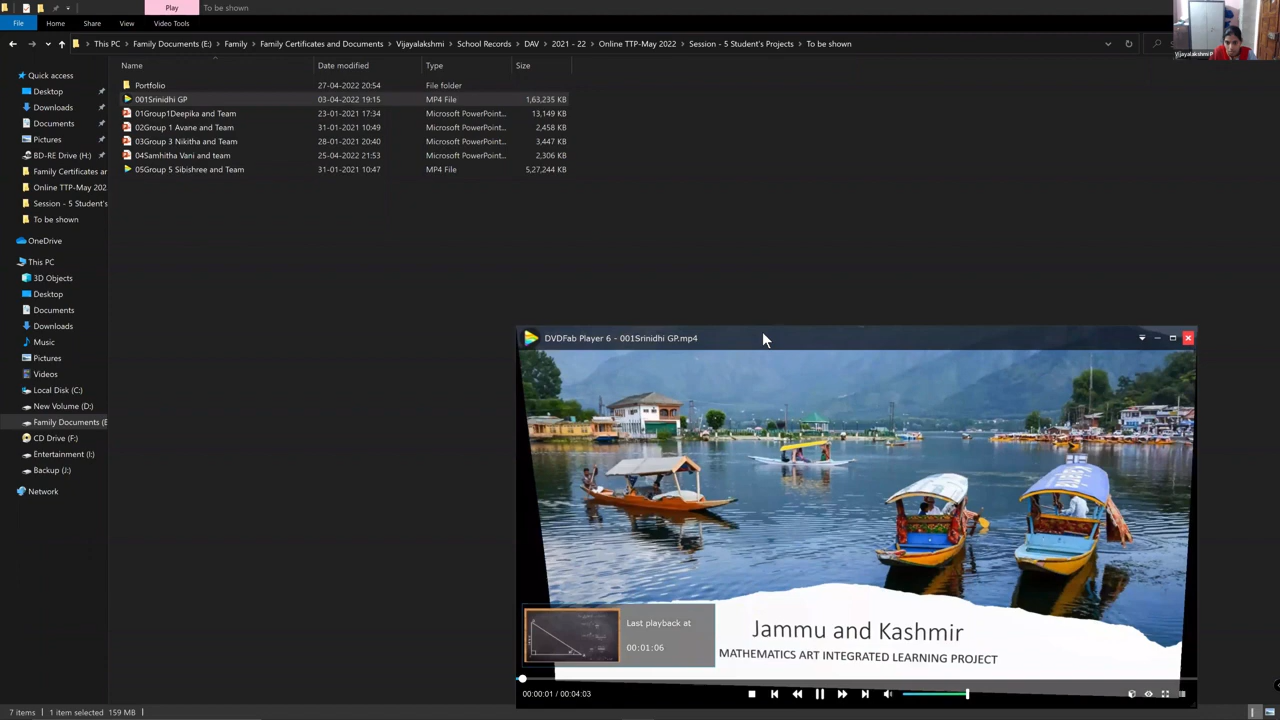 Play
To be shown
File
Home
Share
View
Video Tools
This PC
Family Documents (E:)
Family
Family Certificates and Documents
Vijayalakshmi
School Records
DAV
2021 - 22
Online TTP-May 2022
Session - 5 Student's Projects
To be shown
Vijayalakshmi P
Name
Date modified
Type
Size
Portfolio
27-04-2022 20:54
File folder
001Srinidhi GP
03-04-2022 19:15
MP4 File
1,63,235 KB
01Group1Deepika and Team
23-01-2021 17:34
Microsoft PowerPoint...
13,149 KB
02Group 1 Avane and Team
31-01-2021 10:49
Microsoft PowerPoint...
2,458 KB
03Group 3 Nikitha and Team
28-01-2021 20:40
Microsoft PowerPoint...
3,447 KB
04Samhitha Vani and team
25-04-2022 21:53
Microsoft PowerPoint...
2,306 KB
05Group 5 Sibishree and Team
31-01-2021 10:47
MP4 File
5,27,244 KB
Quick access
Desktop
Downloads
Documents
Pictures
BD-RE Drive (H:)
Family Certificates ar
Online TTP-May 202
Session - 5 Student's
To be shown
OneDrive
This PC
3D Objects
Desktop
Documents
Downloads
Music
Pictures
Videos
Local Disk (C:)
New Volume (D:)
Family Documents (E
CD Drive (F:)
Entertainment (I:)
Backup (J:)
Network
DVDFab Player 6 - 001Srinidhi GP.mp4
Last playback at
00:01:06
Jammu and Kashmir
MATHEMATICS ART INTEGRATED LEARNING PROJECT
00:00:01 / 00:04:03
7 items
1 item selected
159 MB